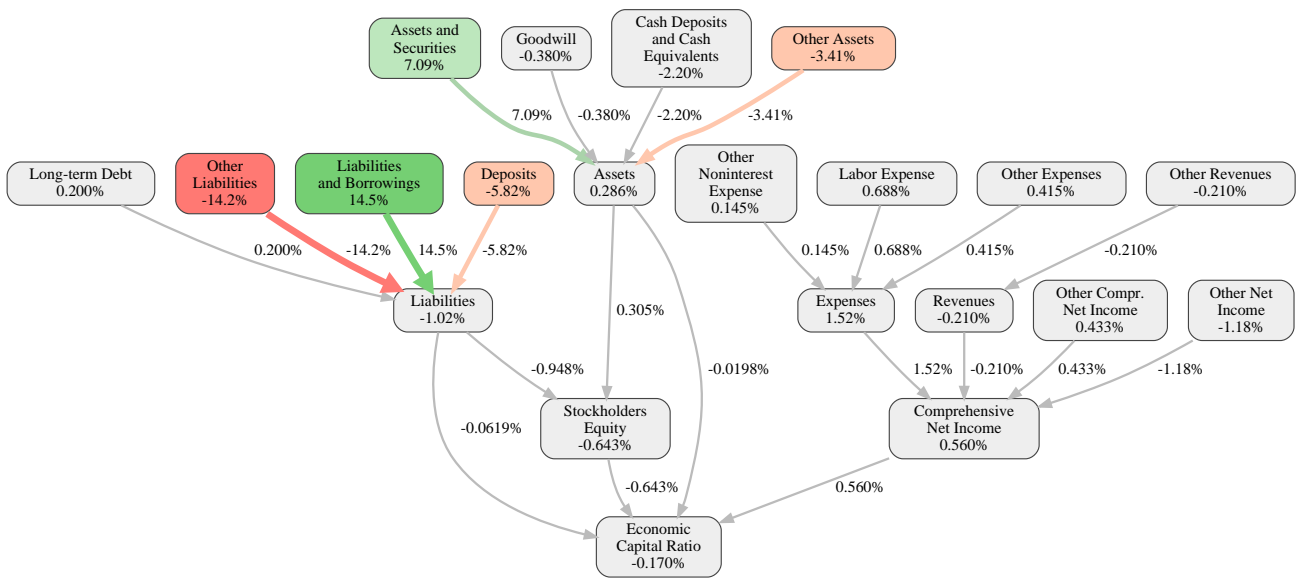 Assets and
Securities
7.09%
Goodwill
-0.380%
Cash Deposits
and Cash
Equivalents
-2.20%
Other Assets
-3.41%
7.09%
-0.380%
-2.20%
-3.41%
Long-term Debt
0.200%
Other
Liabilities
-14.2%
Liabilities
and Borrowings
14.5%
Deposits
-5.82%
Assets
0.286%
Other
Noninterest
Expense
0.145%
Labor Expense
0.688%
Other Expenses
0.415%
Other Revenues
-0.210%
0.200%
-14.2%
14.5%
-5.82%
0.145%
0.688%
0.415%
-0.210%
Liabilities
-1.02%
0.305%
Expenses
1.52%
Revenues
-0.210%
Other Compr.
Net Income
0.433%
Other Net
Income
-1.18%
-0.948%
-0.0198%
1.52%
-0.210%
0.433%
-1.18%
-0.0619%
Stockholders
Equity
-0.643%
Comprehensive
Net Income
0.560%
-0.643%
0.560%
Economic
Capital Ratio
-0.170%